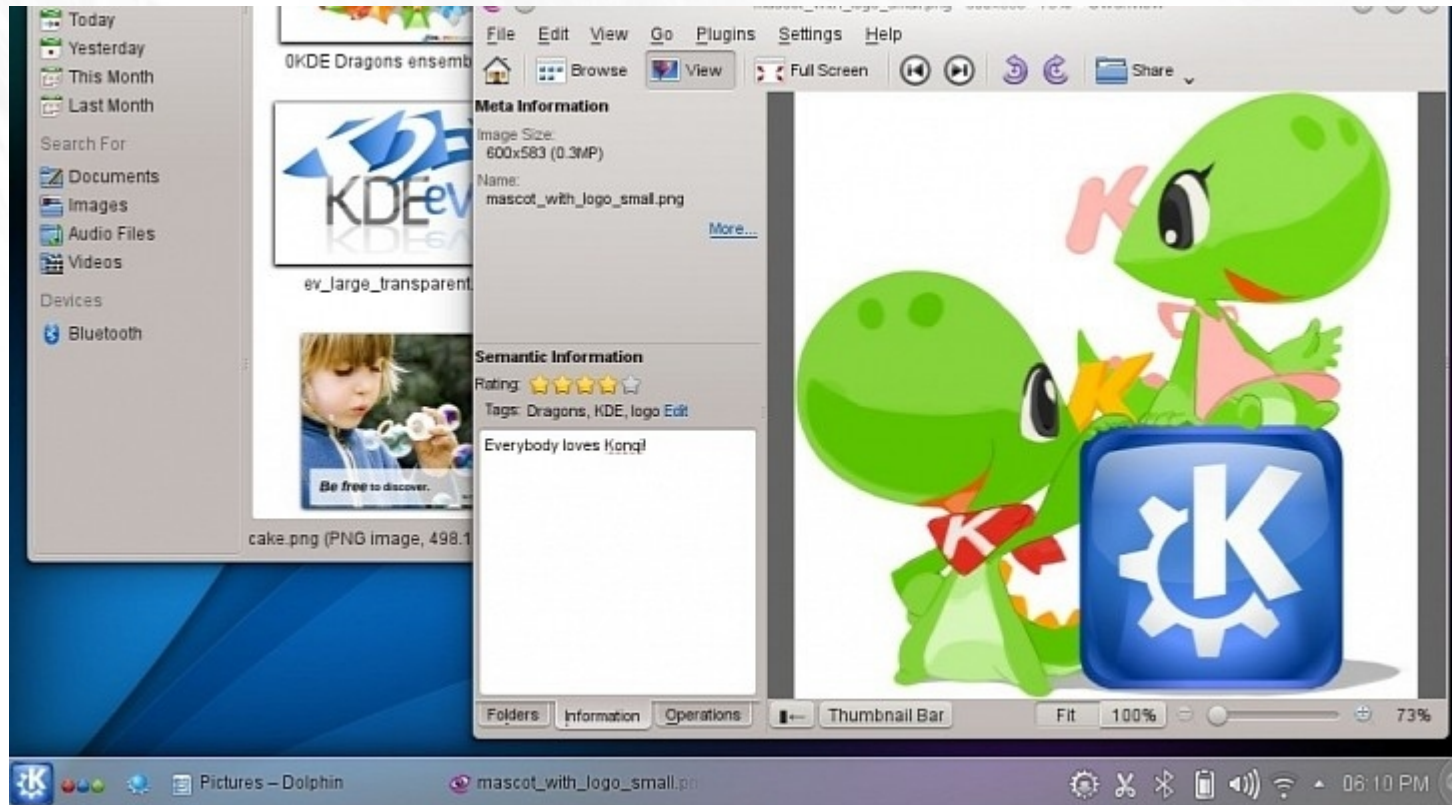 Today
Yesterday
This Month
Last Month
Search For
Documents
Images
Audio Files
Videos
Devices
Bluetooth
0KDE Dragons ensemb
KDE eV
ev_large_transparent.
Be free to discover.
cake.png (PNG image, 498.1
File Edit View Go Plugins Settings Help
Browse View Full Screen Share
Meta Information
Image Size:
600x583 (0.3MP)
Name:
mascot_with_logo_small.png
More...
Semantic Information
Rating:
Tags: Dragons, KDE, logo Edit
Everybody loves Konqi!
Folders Information Operations
K
K
K
K
Thumbnail Bar Fit 100% 73%
Pictures – Dolphin mascot_with_logo_small.pn 06:10 PM